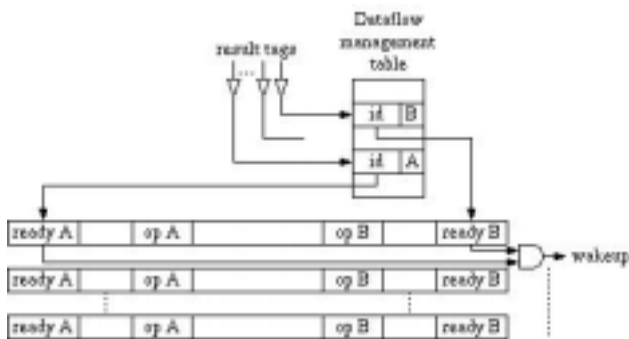 Dataflow
management
table
result tags
...
id B
id A
ready A op A op B ready B
wakeup
ready A op A op B ready B
ready A op A op B ready B